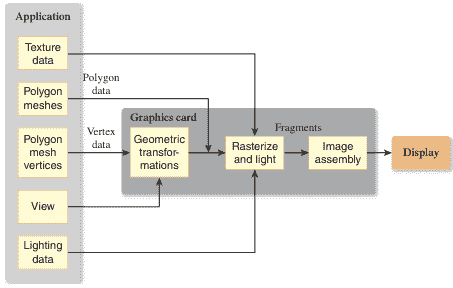 Application
Texture
data
Polygon
meshes
Polygon
data
Polygon
mesh
vertices
Vertex
data
View
Lighting
data
Graphics card
Geometric
transfor-
mations
Rasterize
and light
Fragments
Image
assembly
Display